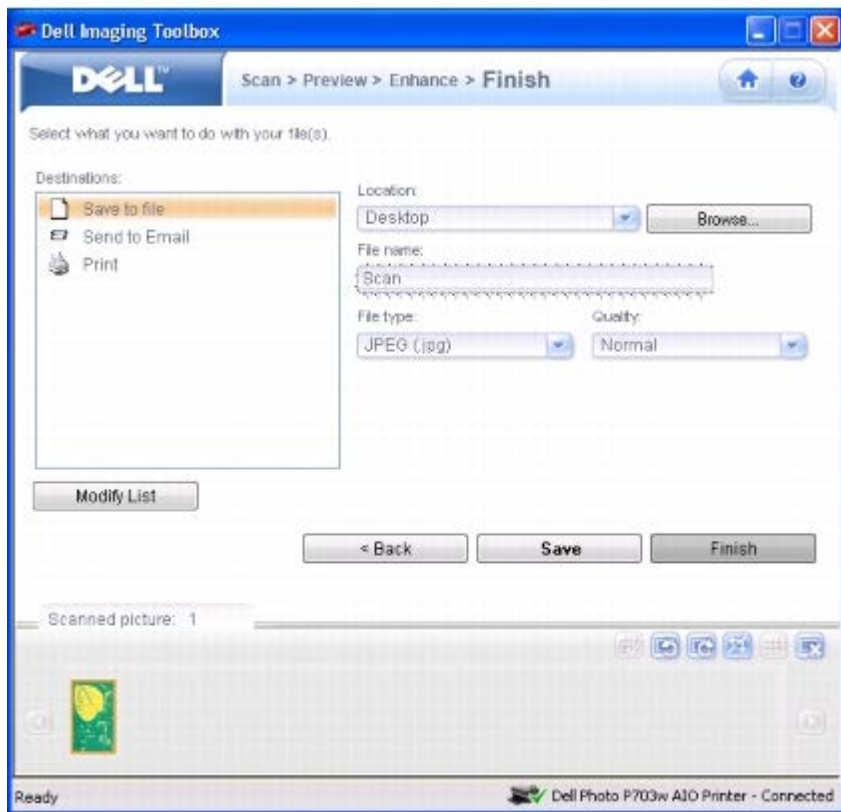 Dell Imaging Toolbox
DELL™
Scan > Preview > Enhance > Finish
Select what you want to do with your file(s).
Destinations:
Save to file
Send to Email
Print
Location:
Desktop
Browse...
File name:
Scan
File type:
Quality:
JPEG (.jpg)
Normal
Modify List
< Back
Save
Finish
Scanned picture: 1
Ready
Dell Photo P703w AIO Printer - Connected